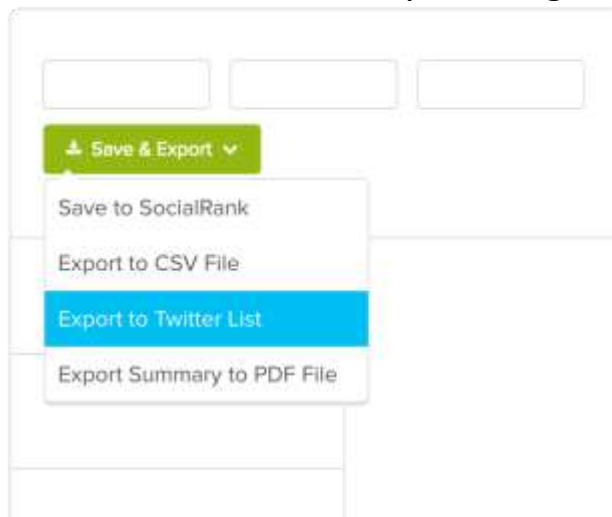 Save & Export
Save to SocialRank
Export to CSV File
Export to Twitter List
Export Summary to PDF File